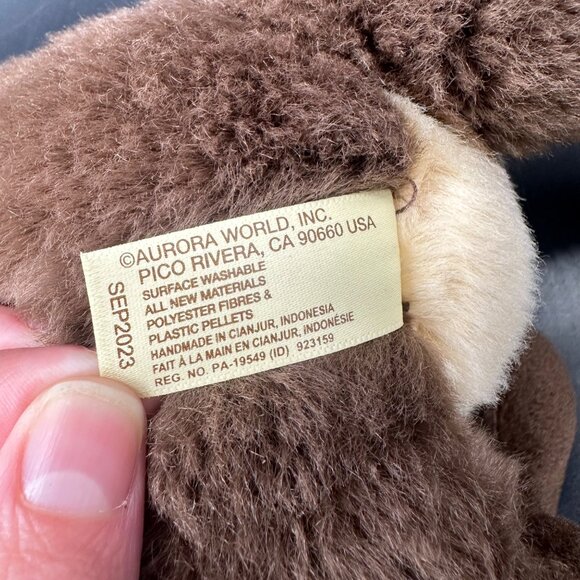 ©AURORA WORLD, INC.
PICO RIVERA, CA 90660 USA
SURFACE WASHABLE
ALL NEW MATERIALS
POLYESTER FIBRES &
PLASTIC PELLETS
HANDMADE IN CIANJUR, INDONESIA
FAIT À LA MAIN EN CIANJUR, INDONÉSIE
REG. NO. PA-19549 (ID) 923159
SEP2023